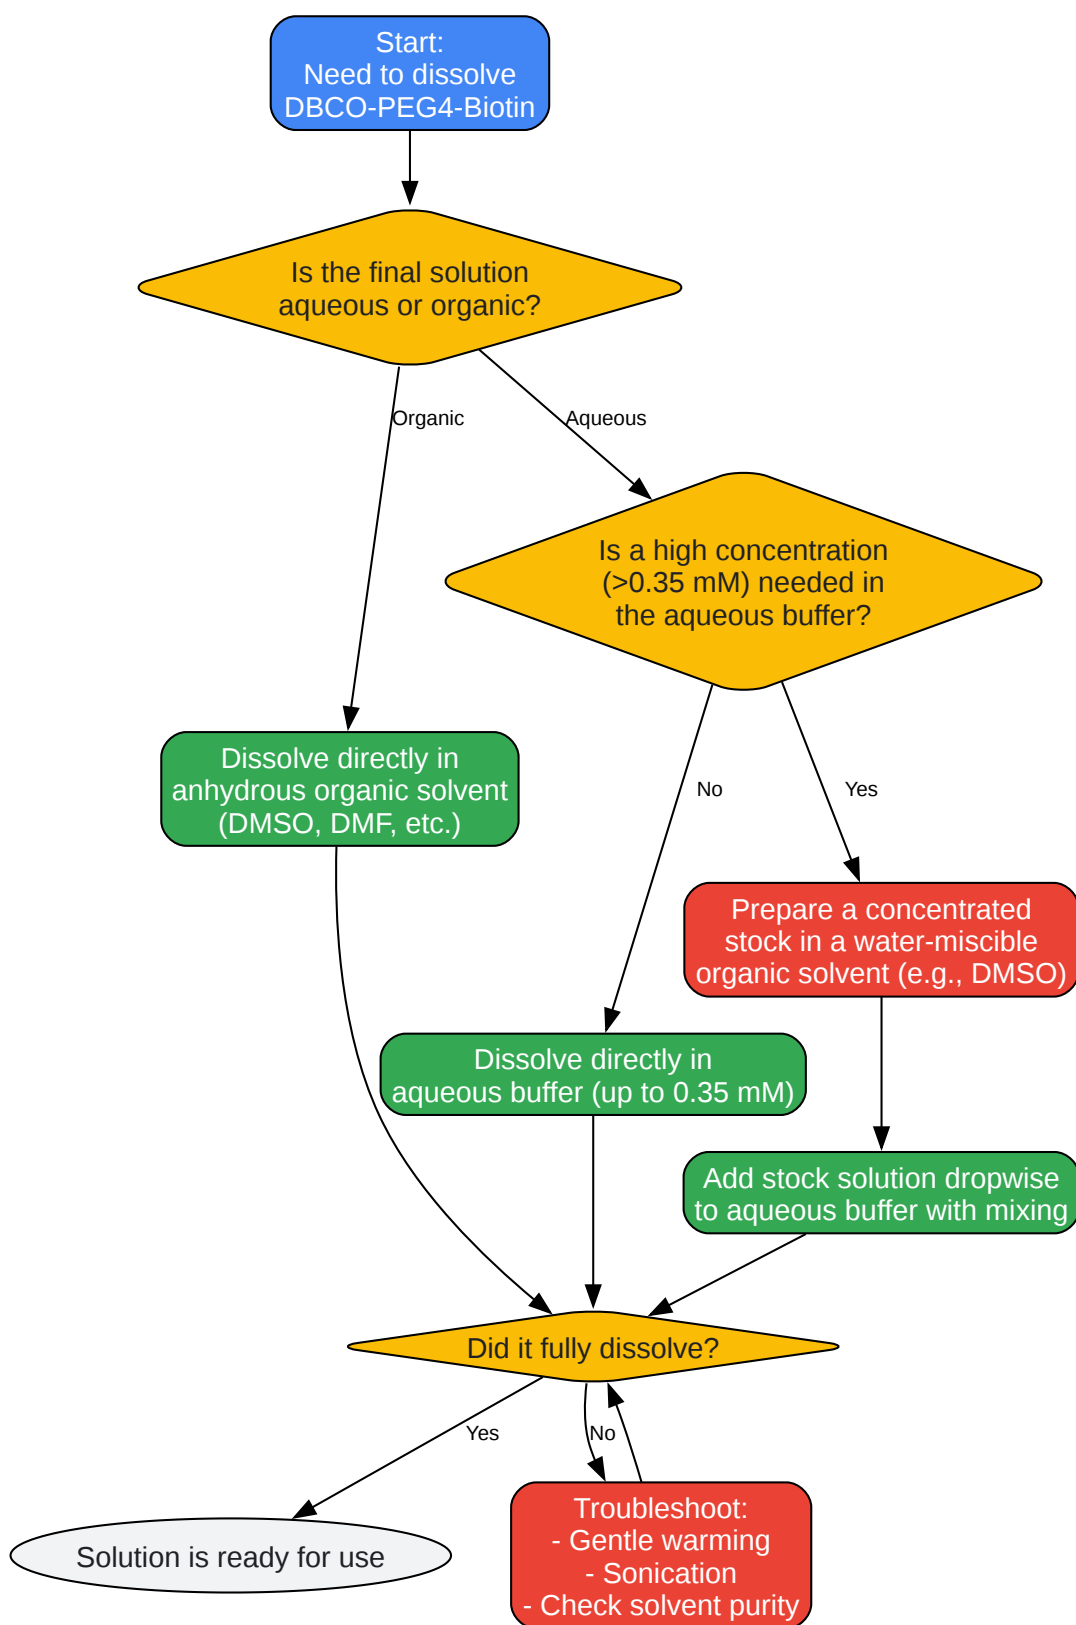 Start:
Need to dissolve
DBCO-PEG4-Biotin
Is the final solution
aqueous or organic?
Organic
Aqueous
Is a high concentration
(>0.35 mM) needed in
the aqueous buffer?
Dissolve directly in
anhydrous organic solvent
(DMSO, DMF, etc.)
No
Yes
Prepare a concentrated
stock in a water-miscible
organic solvent (e.g., DMSO)
Dissolve directly in
aqueous buffer (up to 0.35 mM)
Add stock solution dropwise
to aqueous buffer with mixing
Did it fully dissolve?
Yes
No
Solution is ready for use
Troubleshoot:
- Gentle warming
- Sonication
- Check solvent purity